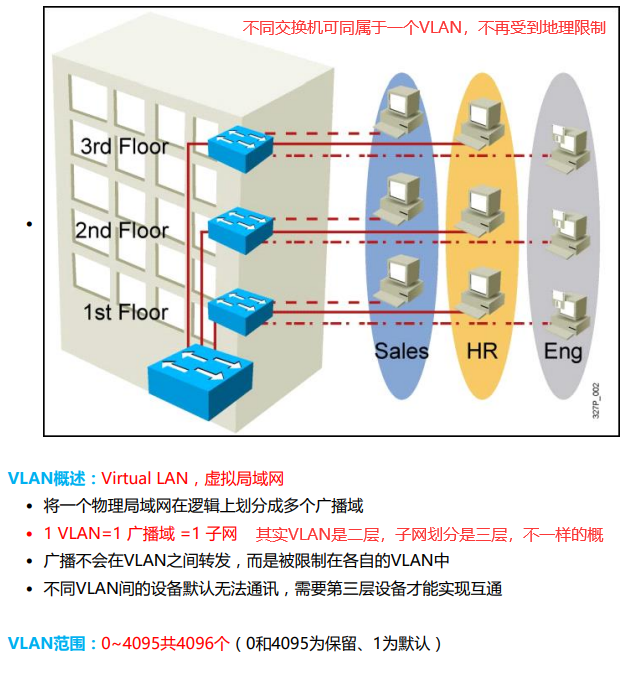 不同交换机可同属于一个VLAN，不再受到地理限制
3rd Floor
2nd Floor
1st Floor
Sales HR Eng
327P_002
VLAN概述：Virtual LAN，虚拟局域网
• 将一个物理局域网在逻辑上划分成多个广播域
• 1 VLAN=1 广播域 =1 子网 其实VLAN是二层，子网划分是三层，不一样的概
• 广播不会在VLAN之间转发，而是被限制在各自的VLAN中
• 不同VLAN间的设备默认无法通讯，需要第三层设备才能实现互通
VLAN范围：0~4095共4096个（0和4095为保留、1为默认）